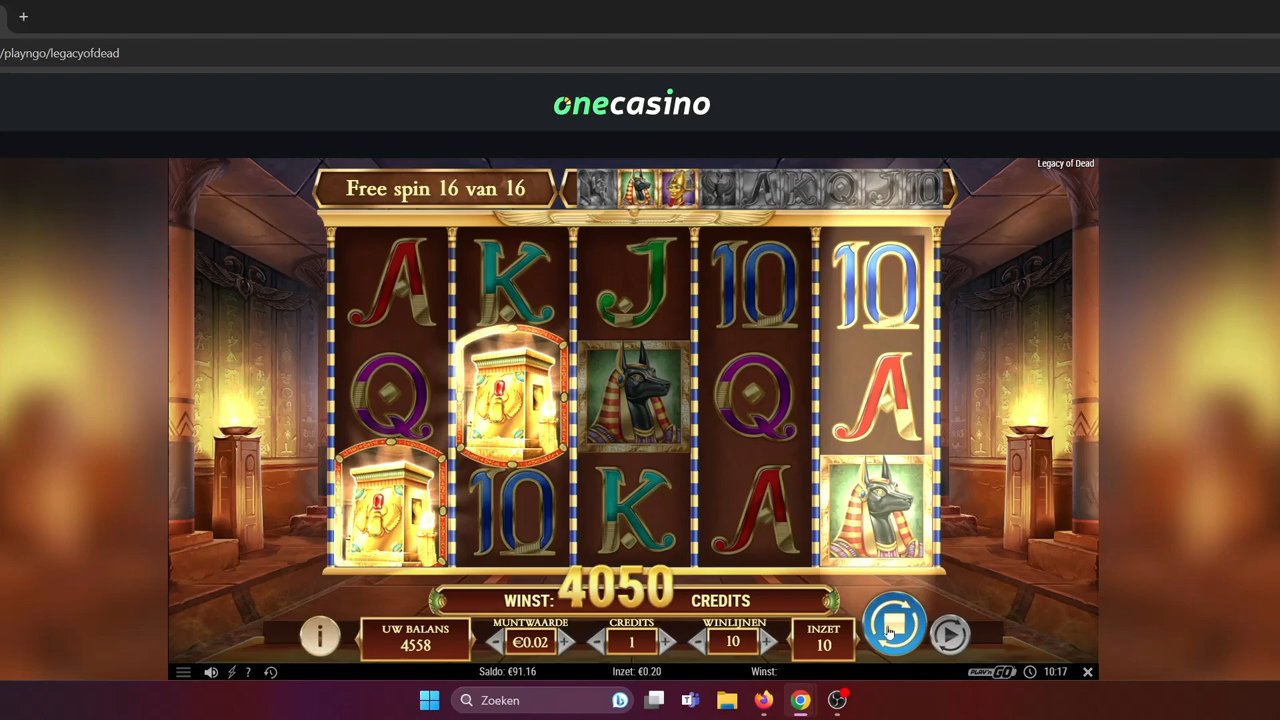 /playngo/legacyofdead
onecasino
Legacy of Dead
Free spin 16 van 16
A K Q J 10
A K J 10 10
Q Q A
10 K A
WINST: 4050 CREDITS
UW BALANS
4558
MUNTWAARDE
€0.02
CREDITS
1
WINLIJNEN
10
INZET
10
Saldo: €91.16 Inzet: €0.20 Winst: PLAY'n GO 10:17
Zoeken